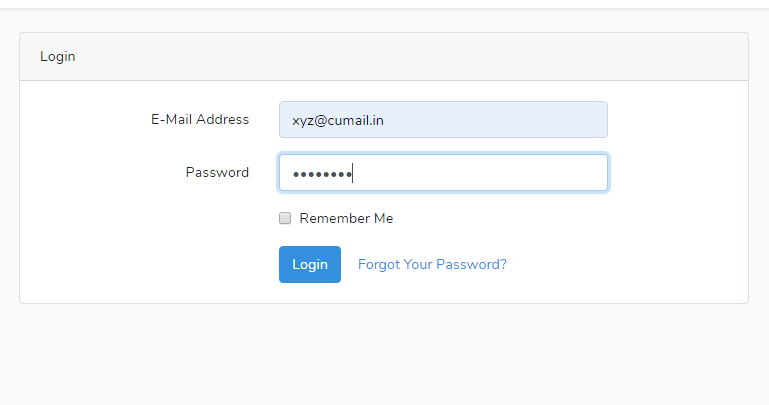 Login
E-Mail Address
xyz@cumail.in
Password
••••••••
Remember Me
Login Forgot Your Password?